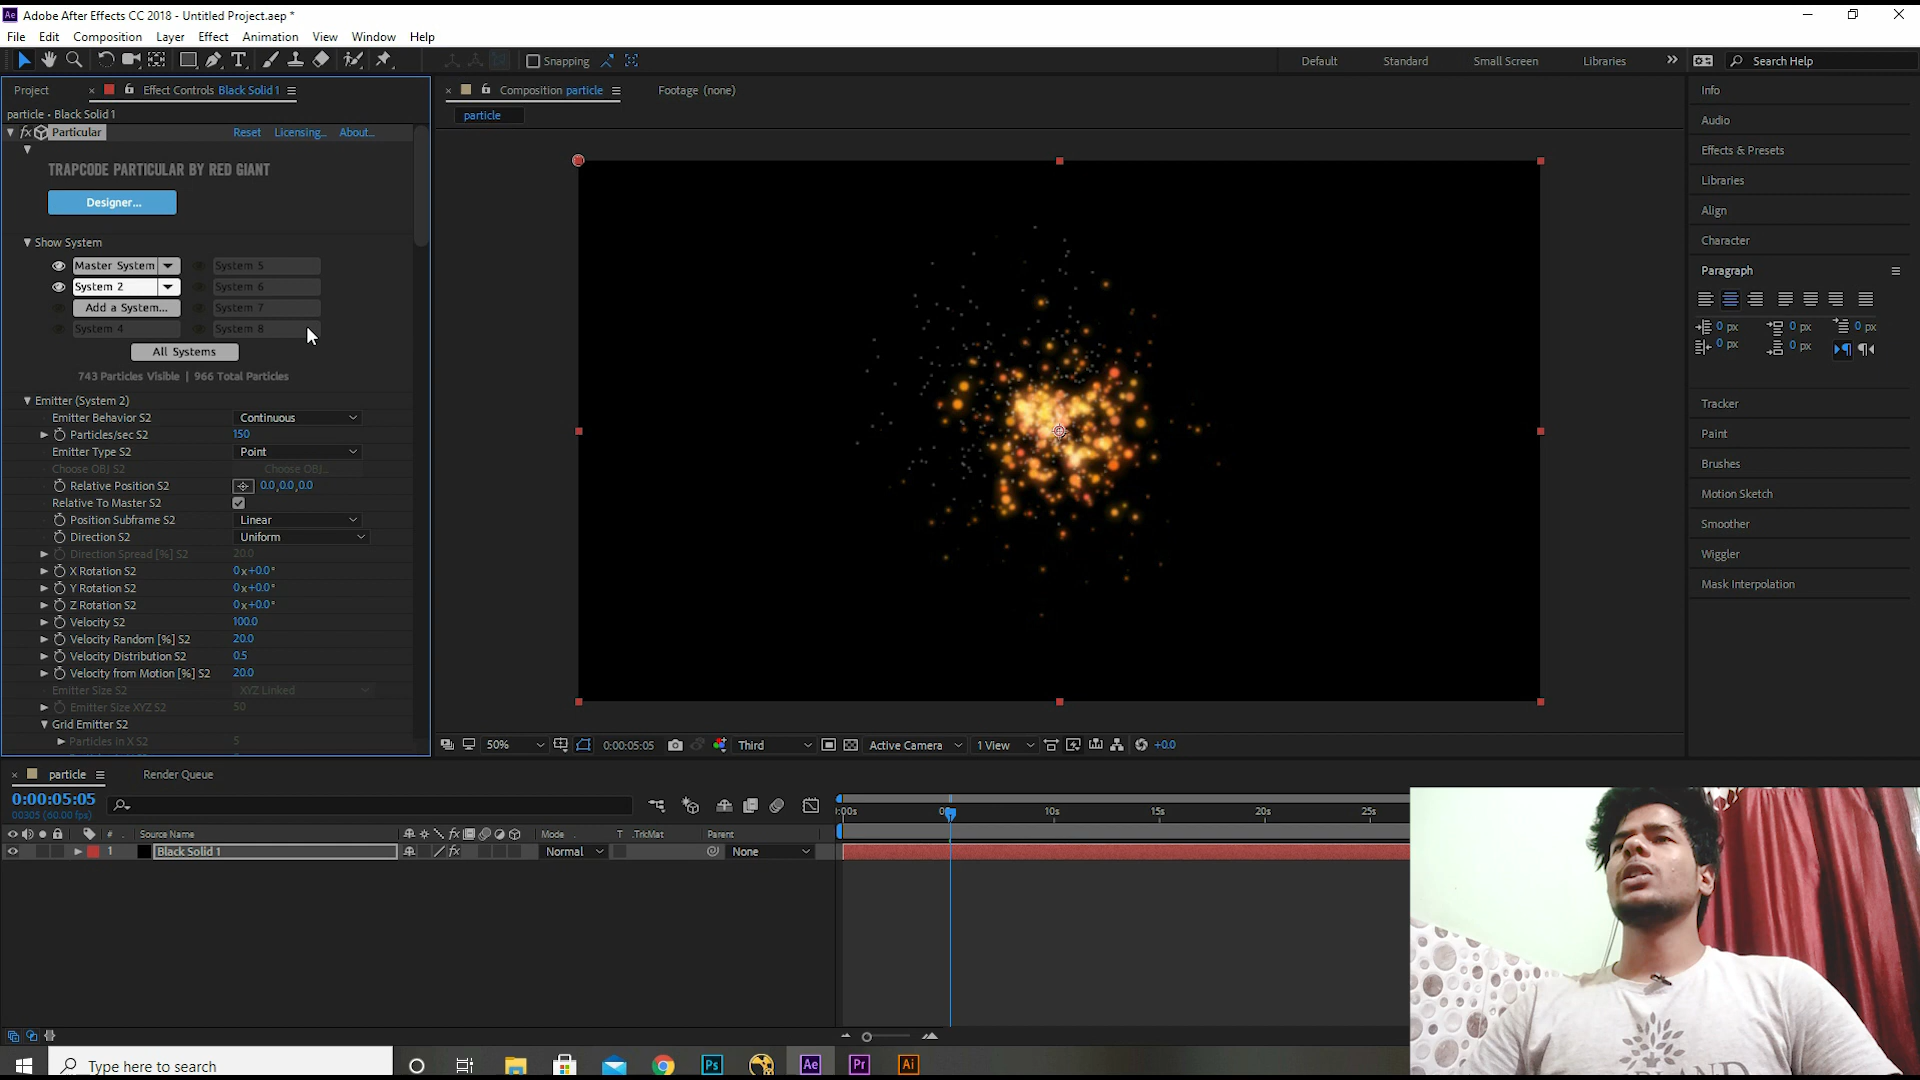 Ae Adobe After Effects CC 2018 - Untitled Project.aep *
File Edit Composition Layer Effect Animation View Window Help
Snapping
Default Standard Small Screen Libraries Search Help
Project Effect Controls Black Solid 1
particle • Black Solid 1
fx Particular Reset Licensing... About...
TRAPCODE PARTICULAR BY RED GIANT
Designer...
Show System
Master System System 5
System 2 System 6
Add a System... System 7
System 4 System 8
All Systems
743 Particles Visible | 966 Total Particles
Emitter (System 2)
Emitter Behavior S2 Continuous
Particles/sec S2 150
Emitter Type S2 Point
Choose OBJ S2 Choose OBJ...
Relative Position S2 0.0,0.0,0.0
Relative To Master S2
Position Subframe S2 Linear
Direction S2 Uniform
Direction Spread [%] S2 20.0
X Rotation S2 0x+0.0°
Y Rotation S2 0x+0.0°
Z Rotation S2 0x+0.0°
Velocity S2 100.0
Velocity Random [%] S2 20.0
Velocity Distribution S2 0.5
Velocity from Motion [%] S2 20.0
Emitter Size S2 XYZ Linked
Emitter Size XYZ S2 50
Grid Emitter S2
Particles in X S2 5
Composition particle Footage (none)
particle
50% 0:00:05:05 Third Active Camera 1 View +0.0
Info
Audio
Effects & Presets
Libraries
Align
Character
Paragraph
0 px 0 px 0 px
0 px 0 px
Tracker
Paint
Brushes
Motion Sketch
Smoother
Wiggler
Mask Interpolation
particle Render Queue
0:00:05:05
00305 (60.00 fps)
# Source Name fx Mode T .TrkMat Parent
1 Black Solid 1 fx Normal None
:00s 10s 15s 20s 25s
Type here to search
Ps Ae Pr Ai